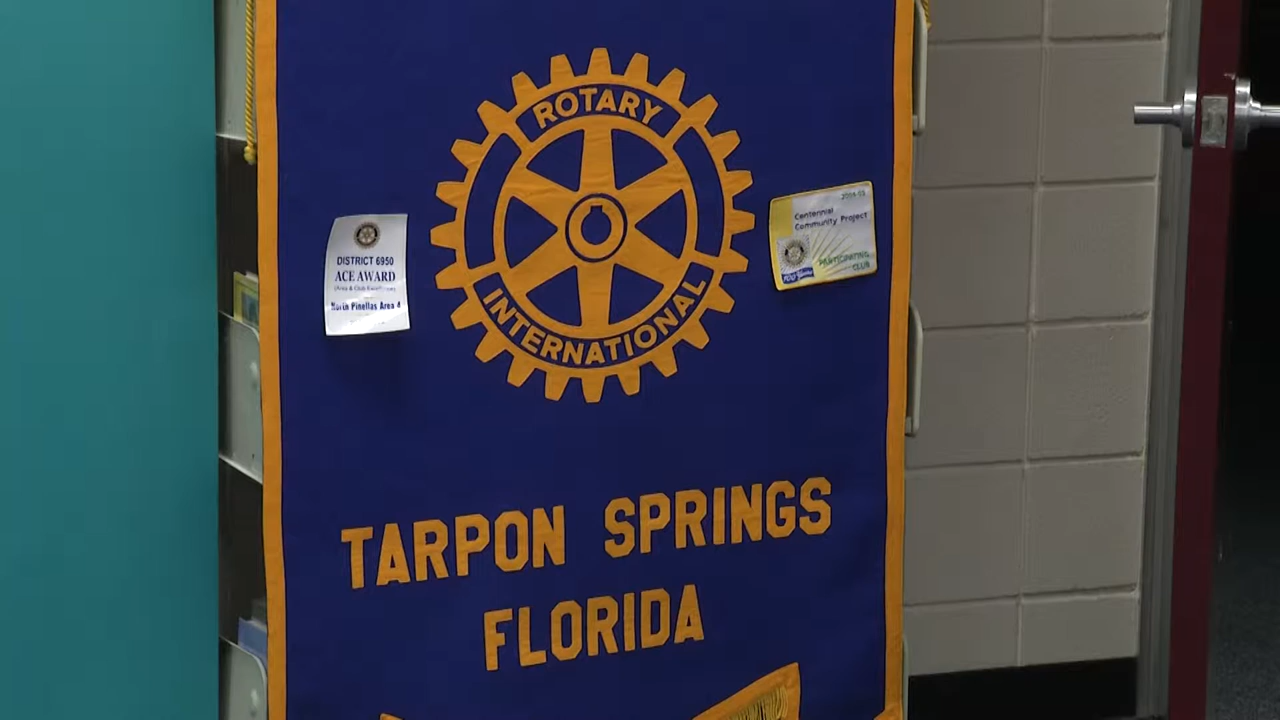 ROTARY
INTERNATIONAL
DISTRICT 6950
ACE AWARD
(Area & Club Excellence)
North Pinellas Area 4
Centennial
Community Project
PARTICIPATING
CLUB
TARPON SPRINGS
FLORIDA